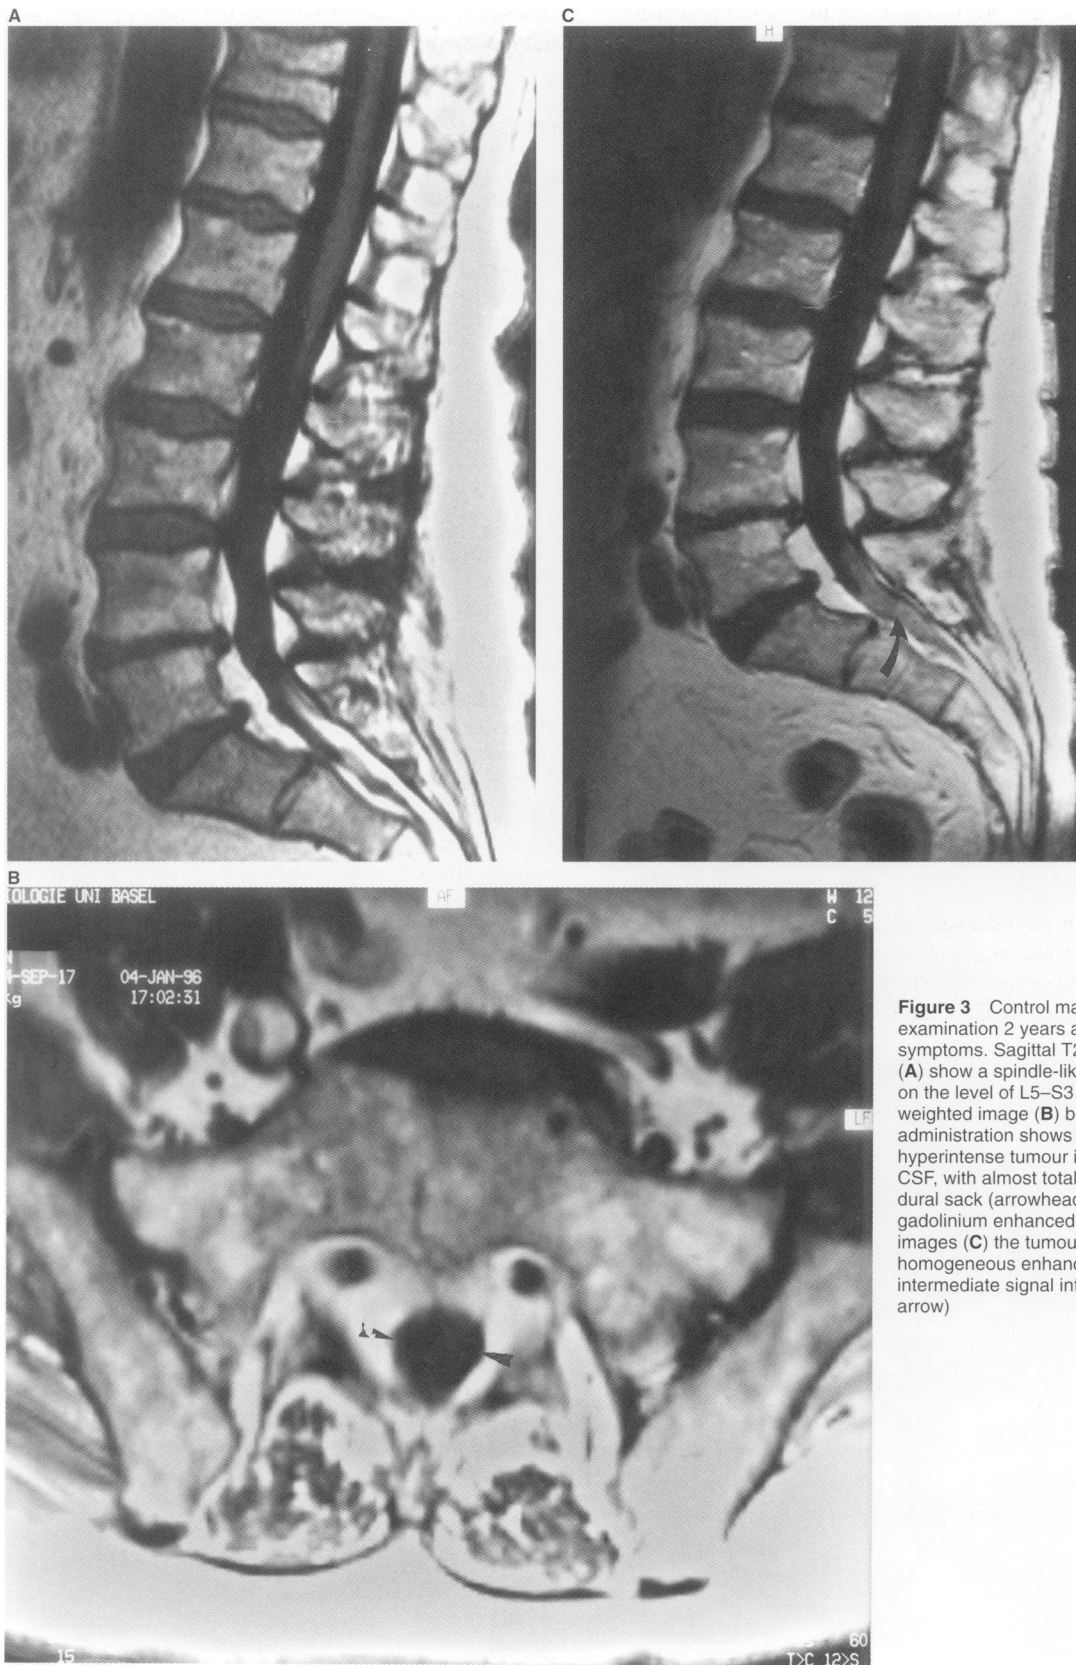 A
C
H
B
OLOGIE UNI BASEL
AF
W 12
C 5
N
-SEP-17 04-JAN-96
Kg 17:02:31
LF
Figure 3 Control ma
examination 2 years a
symptoms. Sagittal T2
(A) show a spindle-lik
on the level of L5–S3
weighted image (B) b
administration shows
hyperintense tumour i
CSF, with almost total
dural sack (arrowhead
gadolinium enhanced
images (C) the tumou
homogeneous enhanc
intermediate signal int
arrow)
15
60
I>C 12>S